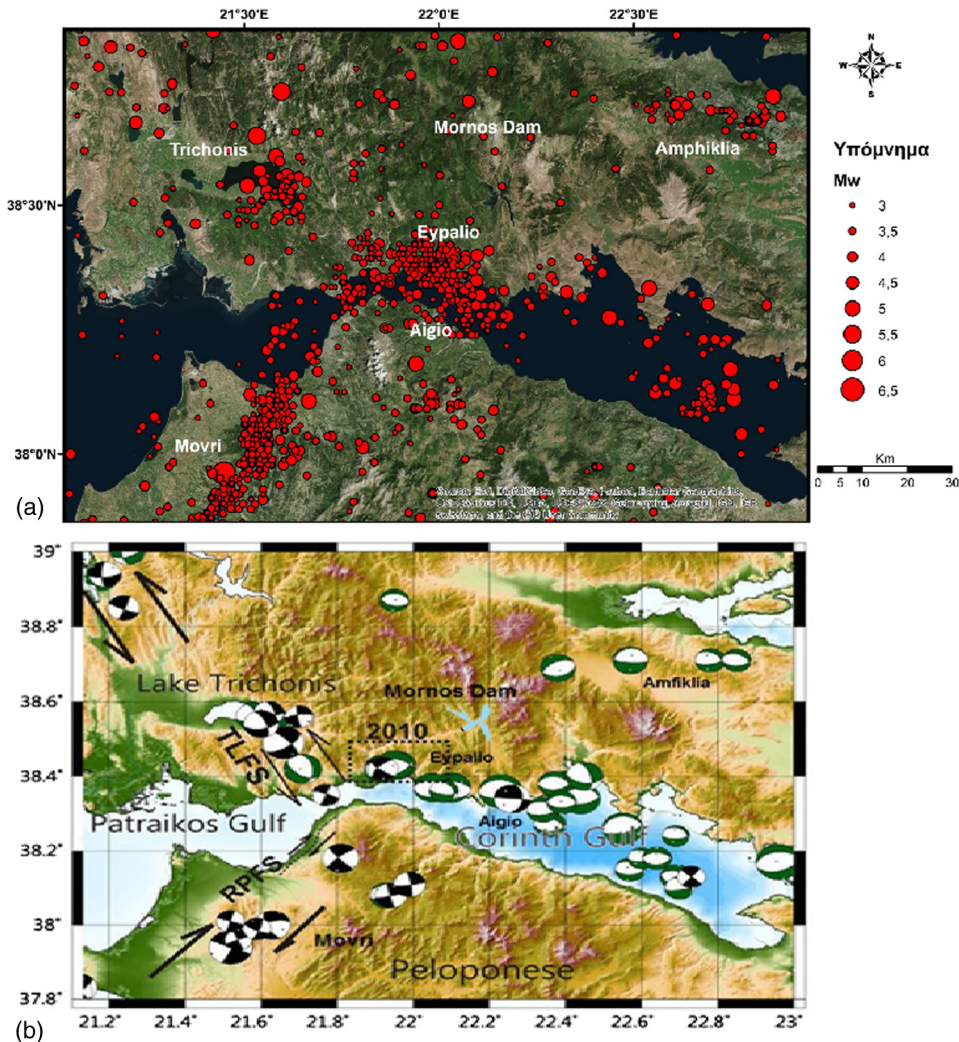 21°30'E 22°0'E 22°30'E
N
W E
S
Mornos Dam
Trichonis
Amphiklia
Υπόμνημα
Mw
38°30'
3
3,5
Eypalio
4
4,5
5
Aigio
5,5
6
6,5
Movri
38°0'
Km
0 5 10 20 30
(a)
39°
38.8°
Lake Trichonis
Amfiklia
Mornos Dam
38.6°
2010
TLFS
Eypalio
38.4°
Patraikos Gulf
Aigio
Corinth Gulf
38.2°
RPFS
38°
Movri
Peloponese
37.8°
21.2° 21.4° 21.6° 21.8° 22° 22.2° 22.4° 22.6° 22.8° 23°
(b)